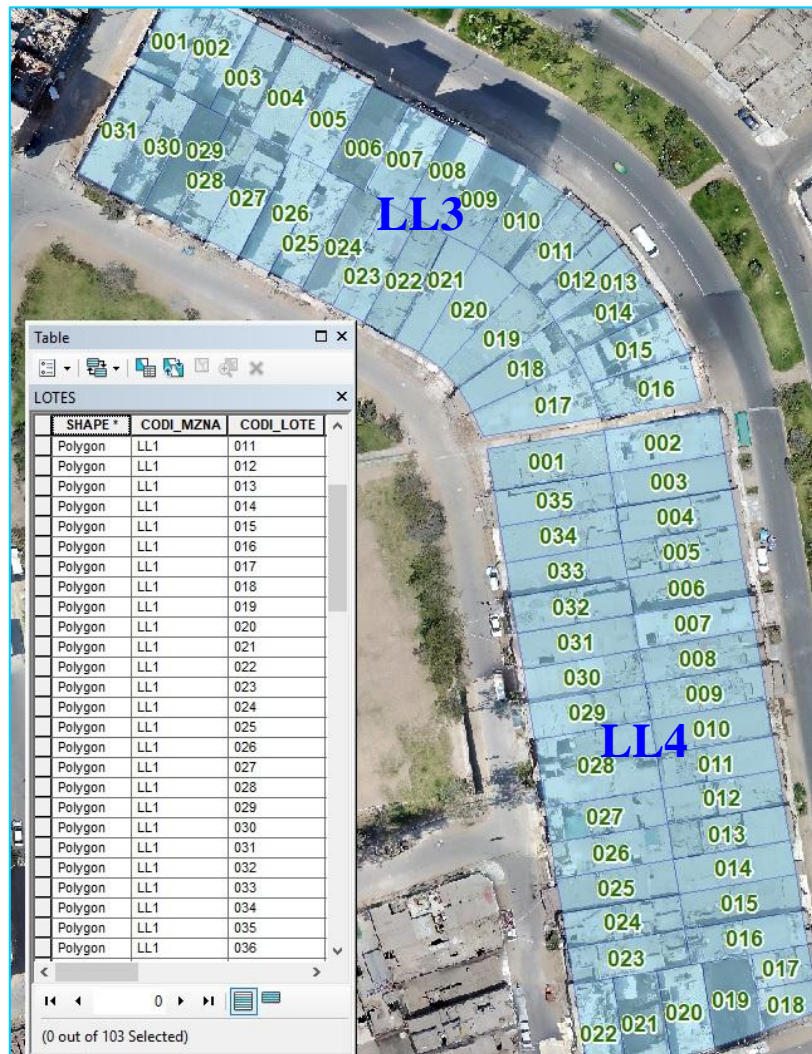 001
002
003
004
005
006
007
008
009
010
011
012
013
014
015
016
017
018
019
020
021
022
023
024
025
026
027
028
029
030
031
LL3
001
002
003
004
005
006
007
008
009
010
011
012
013
014
015
016
017
018
019
020
021
022
023
024
025
026
027
028
029
030
031
032
033
034
035
LL4
Table
LOTES
SHAPE * CODI_MZNA CODI_LOTE
Polygon LL1 011
Polygon LL1 012
Polygon LL1 013
Polygon LL1 014
Polygon LL1 015
Polygon LL1 016
Polygon LL1 017
Polygon LL1 018
Polygon LL1 019
Polygon LL1 020
Polygon LL1 021
Polygon LL1 022
Polygon LL1 023
Polygon LL1 024
Polygon LL1 025
Polygon LL1 026
Polygon LL1 027
Polygon LL1 028
Polygon LL1 029
Polygon LL1 030
Polygon LL1 031
Polygon LL1 032
Polygon LL1 033
Polygon LL1 034
Polygon LL1 035
Polygon LL1 036
0
(0 out of 103 Selected)